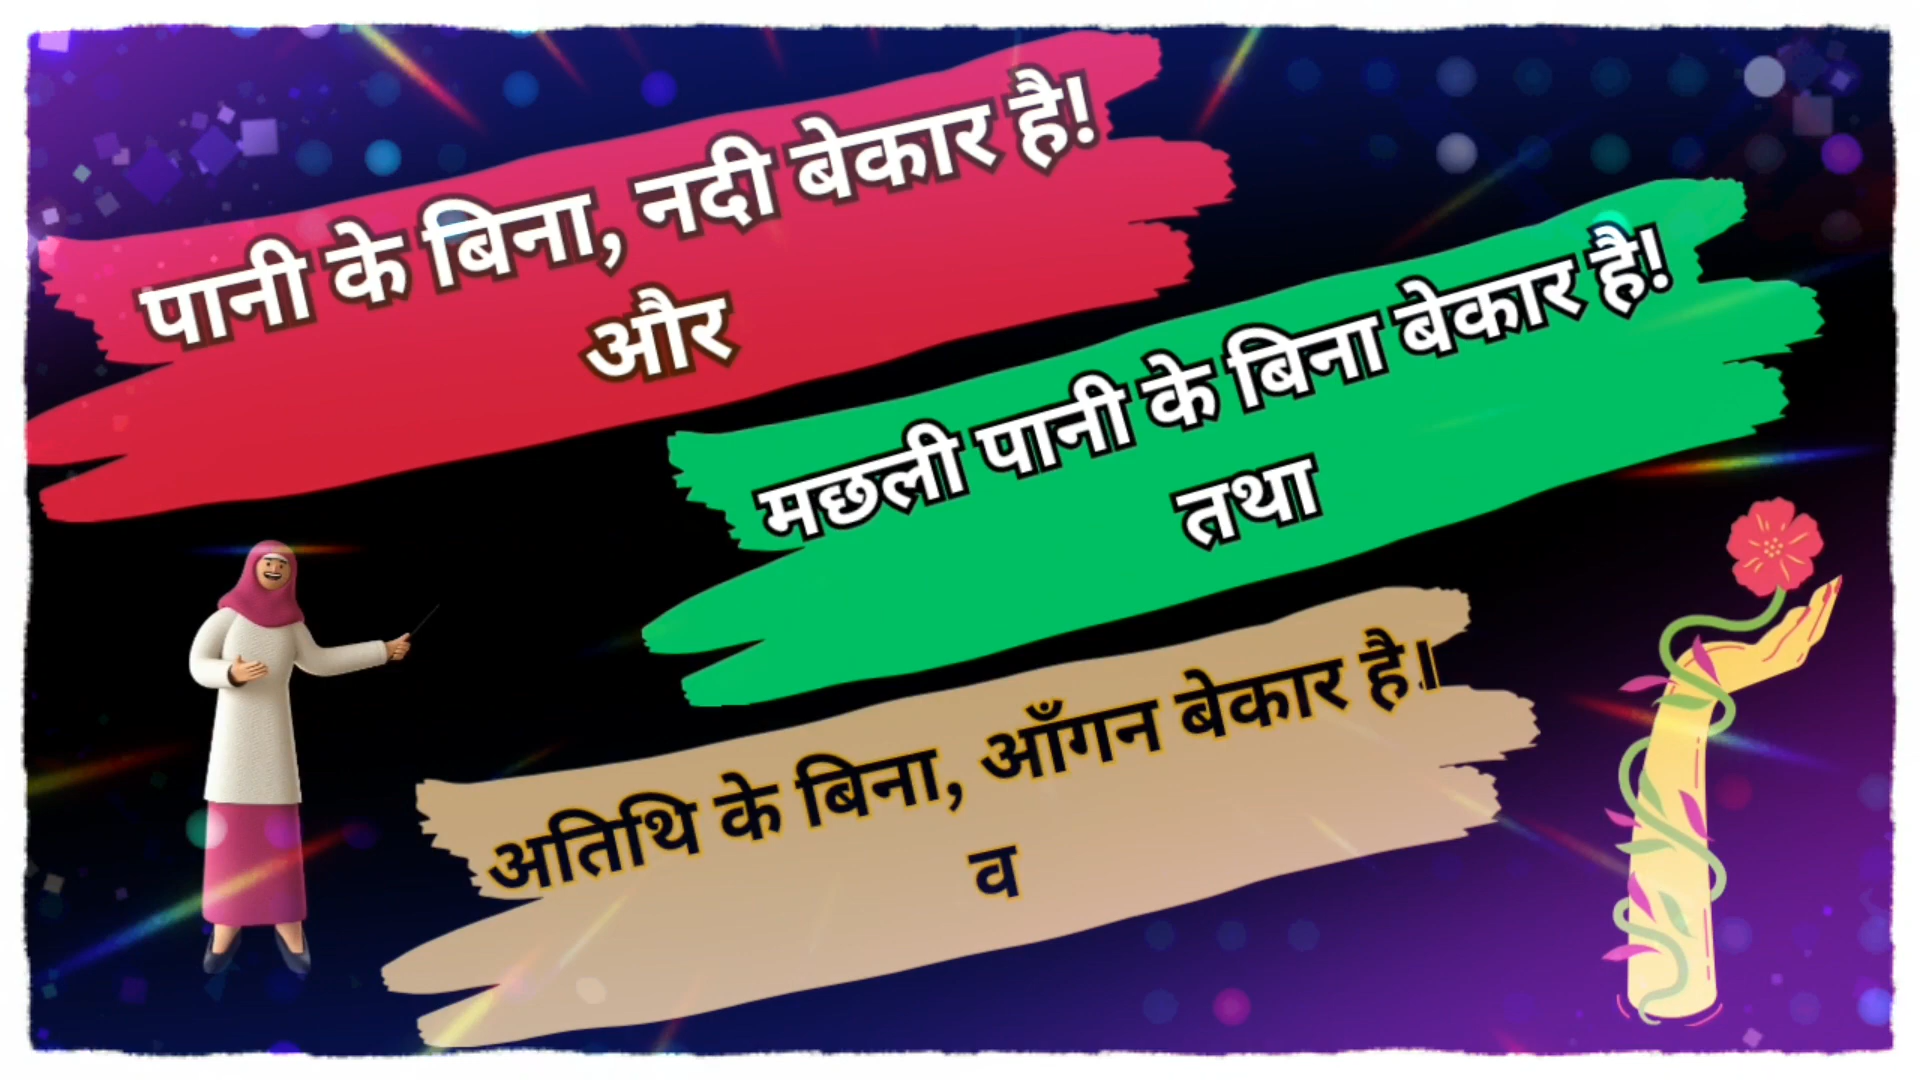 पानी के बिना, नदी बेकार है!
और
मछली पानी के बिना बेकार है!
तथा
अतिथि के बिना, आँगन बेकार है।
व